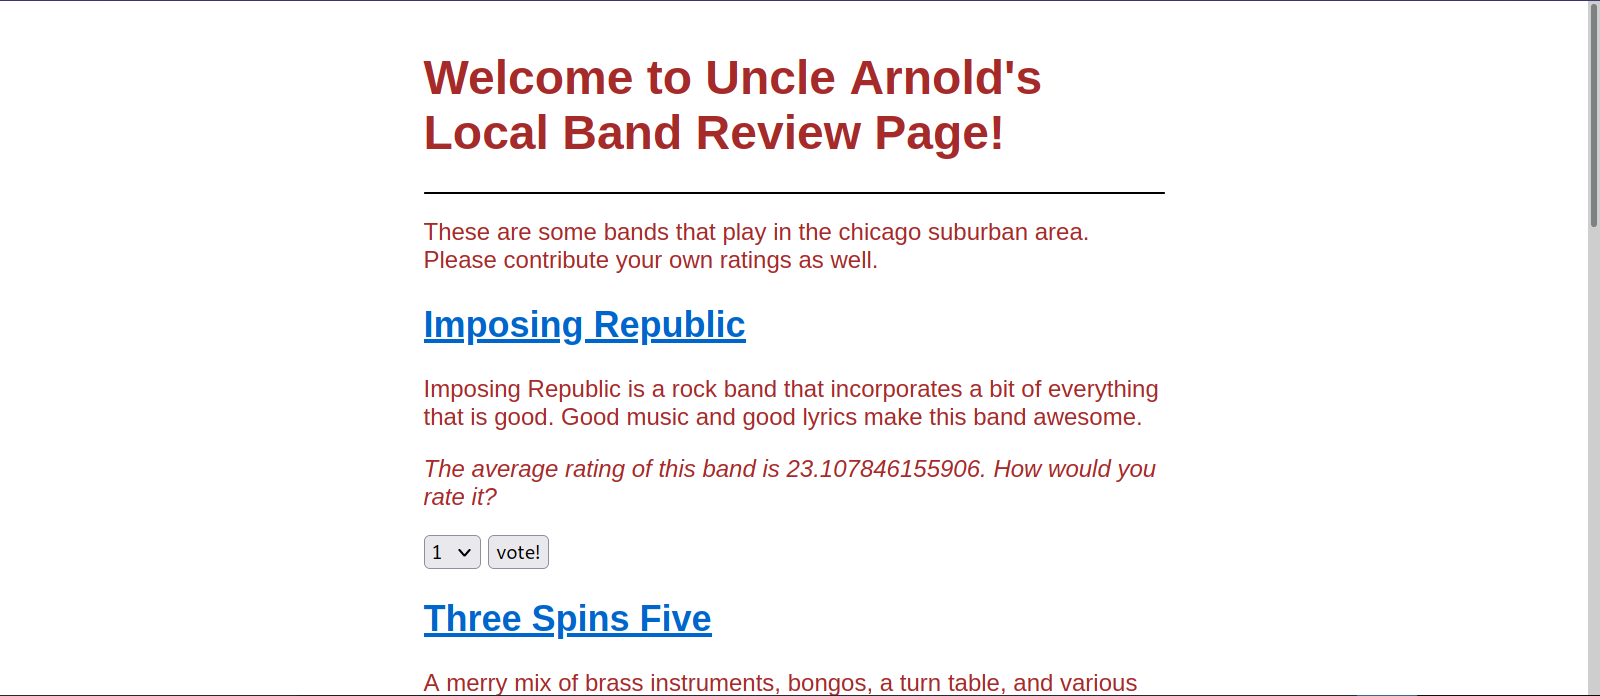 Welcome to Uncle Arnold's
Local Band Review Page!
These are some bands that play in the chicago suburban area.
Please contribute your own ratings as well.
Imposing Republic
Imposing Republic is a rock band that incorporates a bit of everything
that is good. Good music and good lyrics make this band awesome.
The average rating of this band is 23.107846155906. How would you
rate it?
1 vote!
Three Spins Five
A merry mix of brass instruments, bongos, a turn table, and various